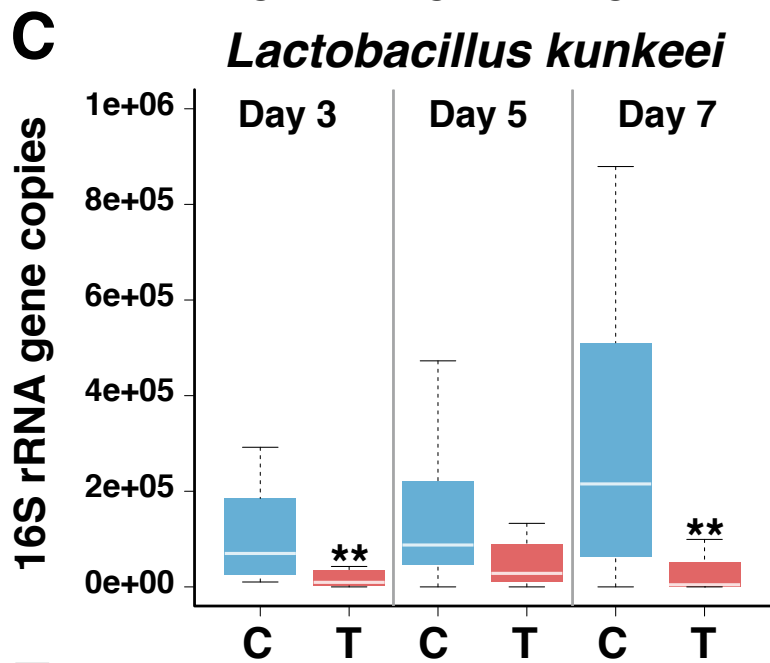 C
Lactobacillus kunkeei
16S rRNA gene copies
1e+06
8e+05
6e+05
4e+05
2e+05
0e+00
Day 3
Day 5
Day 7
**
**
C T C T C T